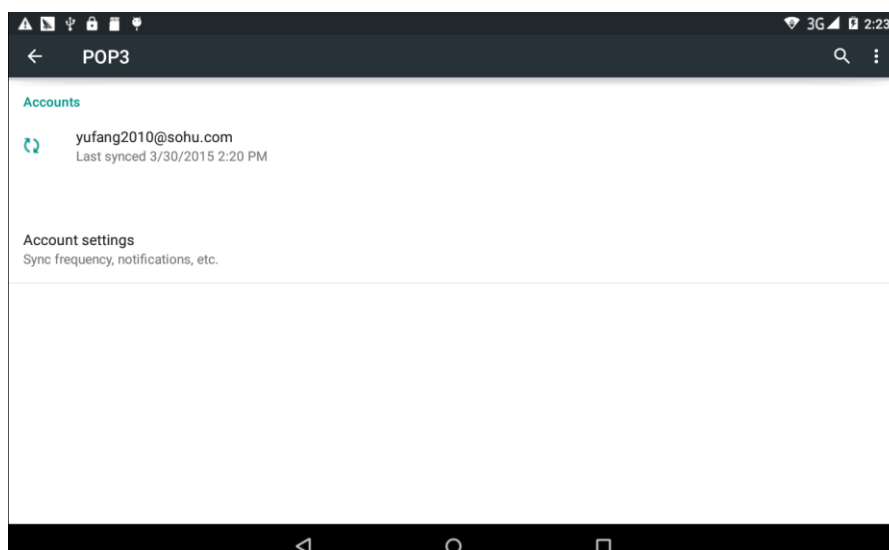 3G 2:23
POP3
Accounts
yufang2010@sohu.com
Last synced 3/30/2015 2:20 PM
Account settings
Sync frequency, notifications, etc.